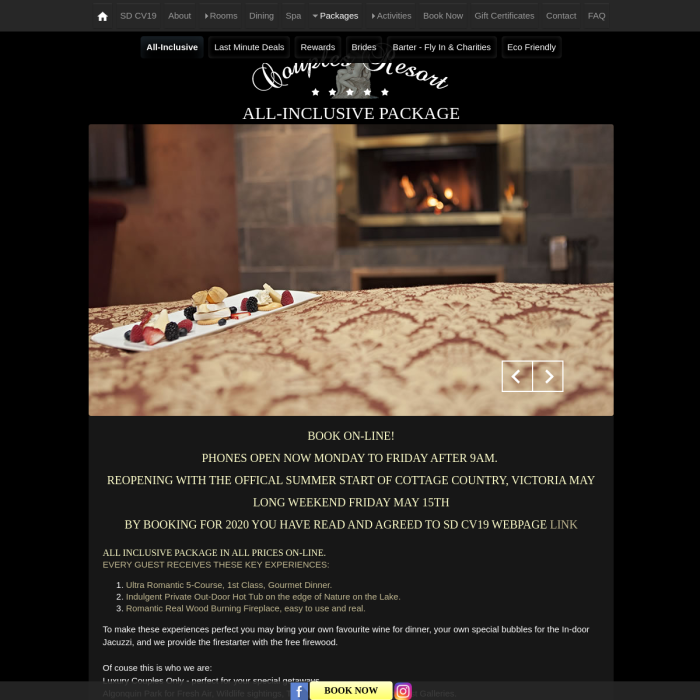 SD CV19 About Rooms Dining Spa Packages Activities Book Now Gift Certificates Contact FAQ
All-Inclusive Last Minute Deals Rewards Brides Barter - Fly In & Charities Eco Friendly
Couples Resort
ALL-INCLUSIVE PACKAGE
BOOK ON-LINE!
PHONES OPEN NOW MONDAY TO FRIDAY AFTER 9AM.
REOPENING WITH THE OFFICAL SUMMER START OF COTTAGE COUNTRY, VICTORIA MAY
LONG WEEKEND FRIDAY MAY 15TH
BY BOOKING FOR 2020 YOU HAVE READ AND AGREED TO SD CV19 WEBPAGE LINK
ALL INCLUSIVE PACKAGE IN ALL PRICES ON-LINE.
EVERY GUEST RECEIVES THESE KEY EXPERIENCES:
1. Ultra Romantic 5-Course, 1st Class, Gourmet Dinner.
2. Indulgent Private Out-Door Hot Tub on the edge of Nature on the Lake.
3. Romantic Real Wood Burning Fireplace, easy to use and real.
To make these experiences perfect you may bring your own favourite wine for dinner, your own special bubbles for the In-door
Jacuzzi, and we provide the firestarter with the free firewood.
Of couse this is who we are:
Luxury Couples Only - perfect for your special getaways
Algonquin Park for Fresh Air, Wildlife sightings, Galleries.
f BOOK NOW